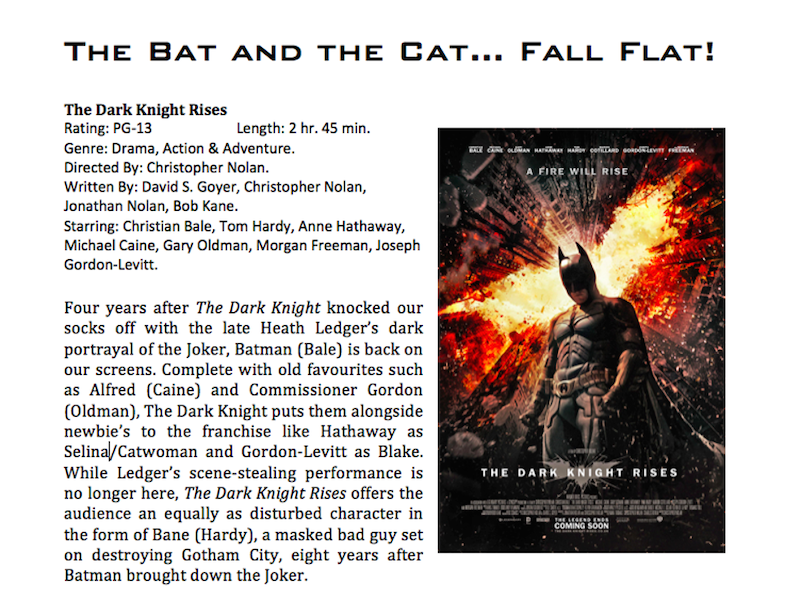 The Bat and the Cat... Fall Flat!
The Dark Knight Rises
Rating: PG-13 Length: 2 hr. 45 min.
Genre: Drama, Action & Adventure.
Directed By: Christopher Nolan.
Written By: David S. Goyer, Christopher Nolan,
Jonathan Nolan, Bob Kane.
Starring: Christian Bale, Tom Hardy, Anne Hathaway,
Michael Caine, Gary Oldman, Morgan Freeman, Joseph
Gordon-Levitt.
Four years after The Dark Knight knocked our
socks off with the late Heath Ledger's dark
portrayal of the Joker, Batman (Bale) is back on
our screens. Complete with old favourites such
as Alfred (Caine) and Commissioner Gordon
(Oldman), The Dark Knight puts them alongside
newbie's to the franchise like Hathaway as
Selina/Catwoman and Gordon-Levitt as Blake.
While Ledger's scene-stealing performance is
no longer here, The Dark Knight Rises offers the
audience an equally as disturbed character in
the form of Bane (Hardy), a masked bad guy set
on destroying Gotham City, eight years after
Batman brought down the Joker.
BALE CAINE OLDMAN HATHAWAY HARDY COTILLARD GORDON-LEVITT FREEMAN
A FIRE WILL RISE
THE DARK KNIGHT RISES
THE LEGEND ENDS
COMING SOON